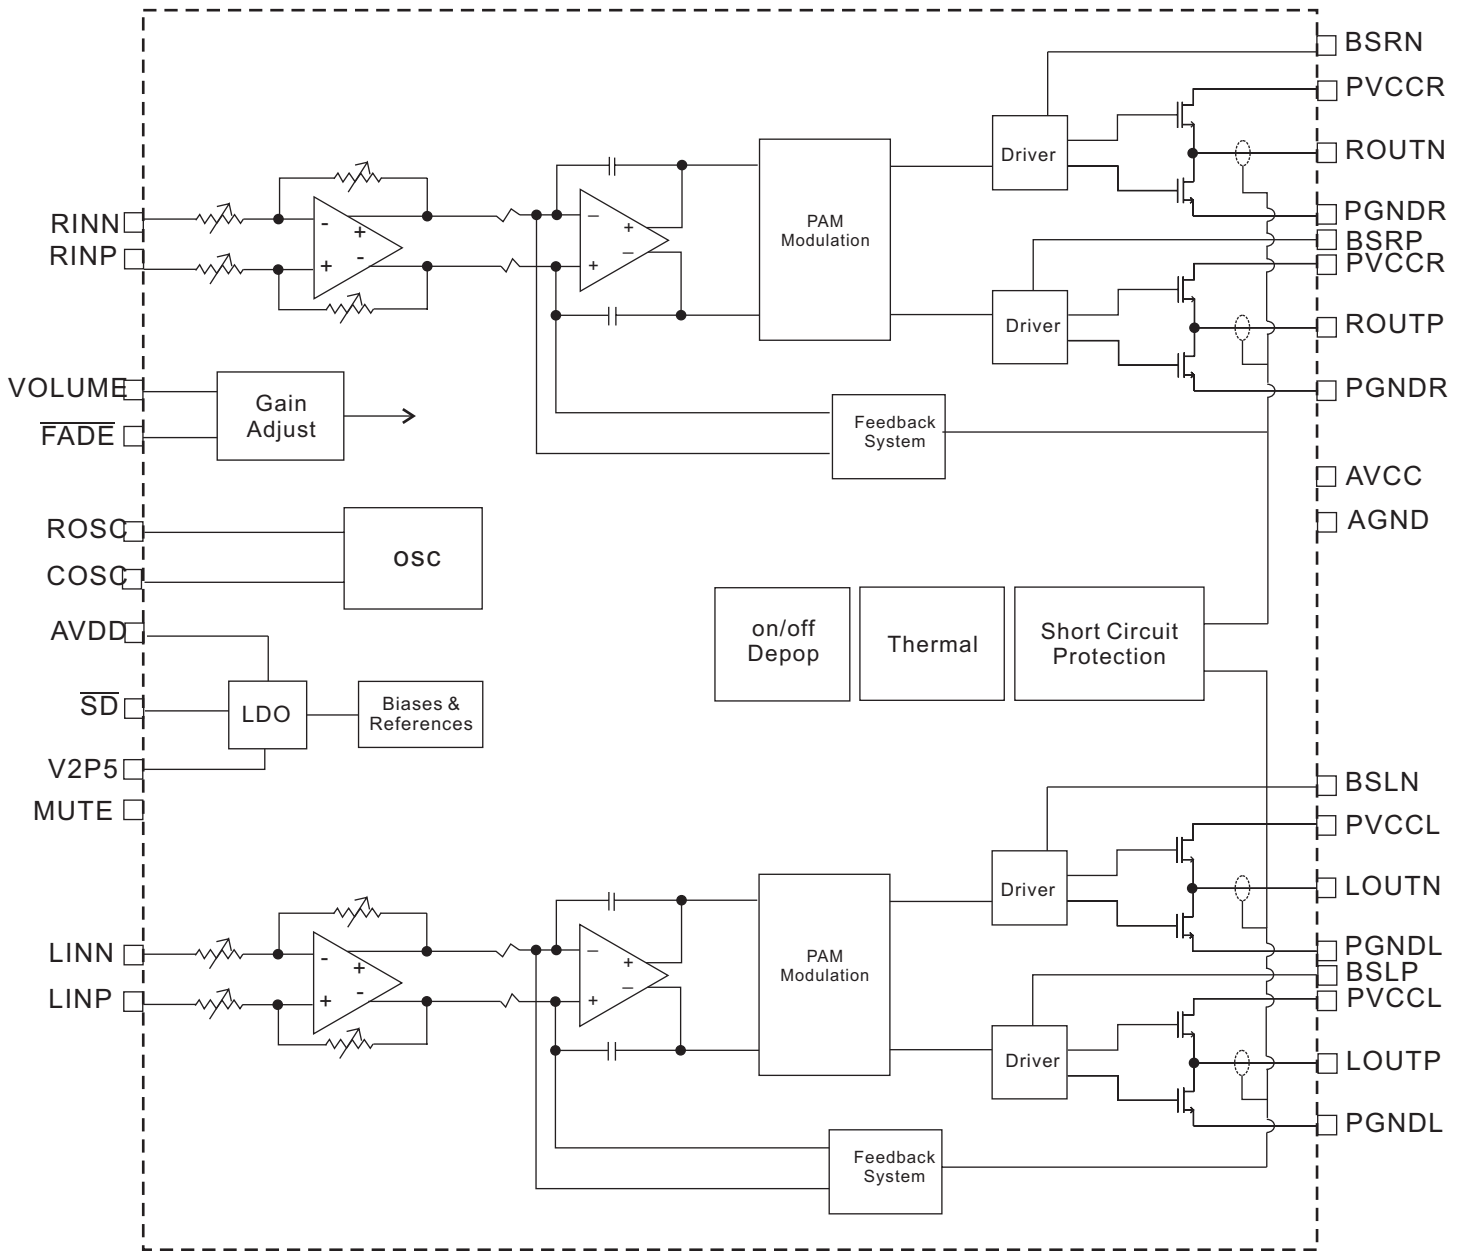 BSRN
PVCCR
ROUTN
PGNDR
BSRP
PVCCR
ROUTP
PGNDR
AVCC
AGND
RINN
RINP
-
+
+
-
–
+
–
+
PAM
Modulation
Driver
Driver
VOLUME
FADE
Gain
Adjust
Feedback
System
ROSC
COSC
OSC
AVDD
SD
V2P5
MUTE
LDO
Biases &
References
on/off
Depop
Thermal
Short Circuit
Protection
BSLN
PVCCL
LOUTN
PGNDL
BSLP
PVCCL
LOUTP
PGNDL
LINN
LINP
-
+
+
-
–
+
–
+
PAM
Modulation
Driver
Driver
Feedback
System